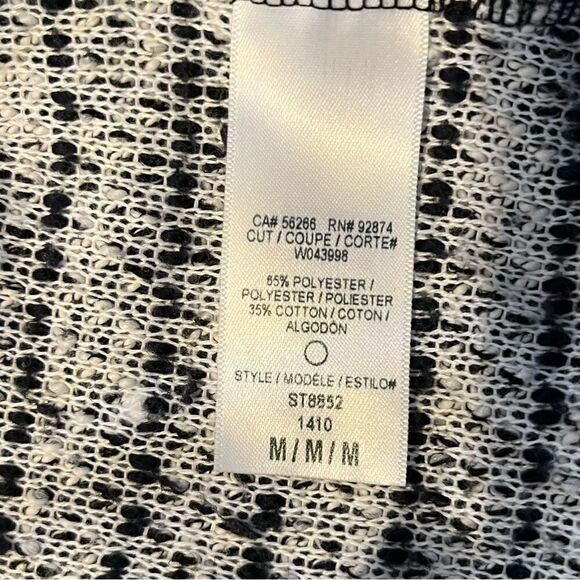 CA# 56266 RN# 92874
CUT / COUPE / CORTE#
W043998
65% POLYESTER /
POLYESTER / POLIESTER
35% COTTON / COTON /
ALGODÓN
STYLE / MODÈLE / ESTILO#
ST8852
1410
M / M / M